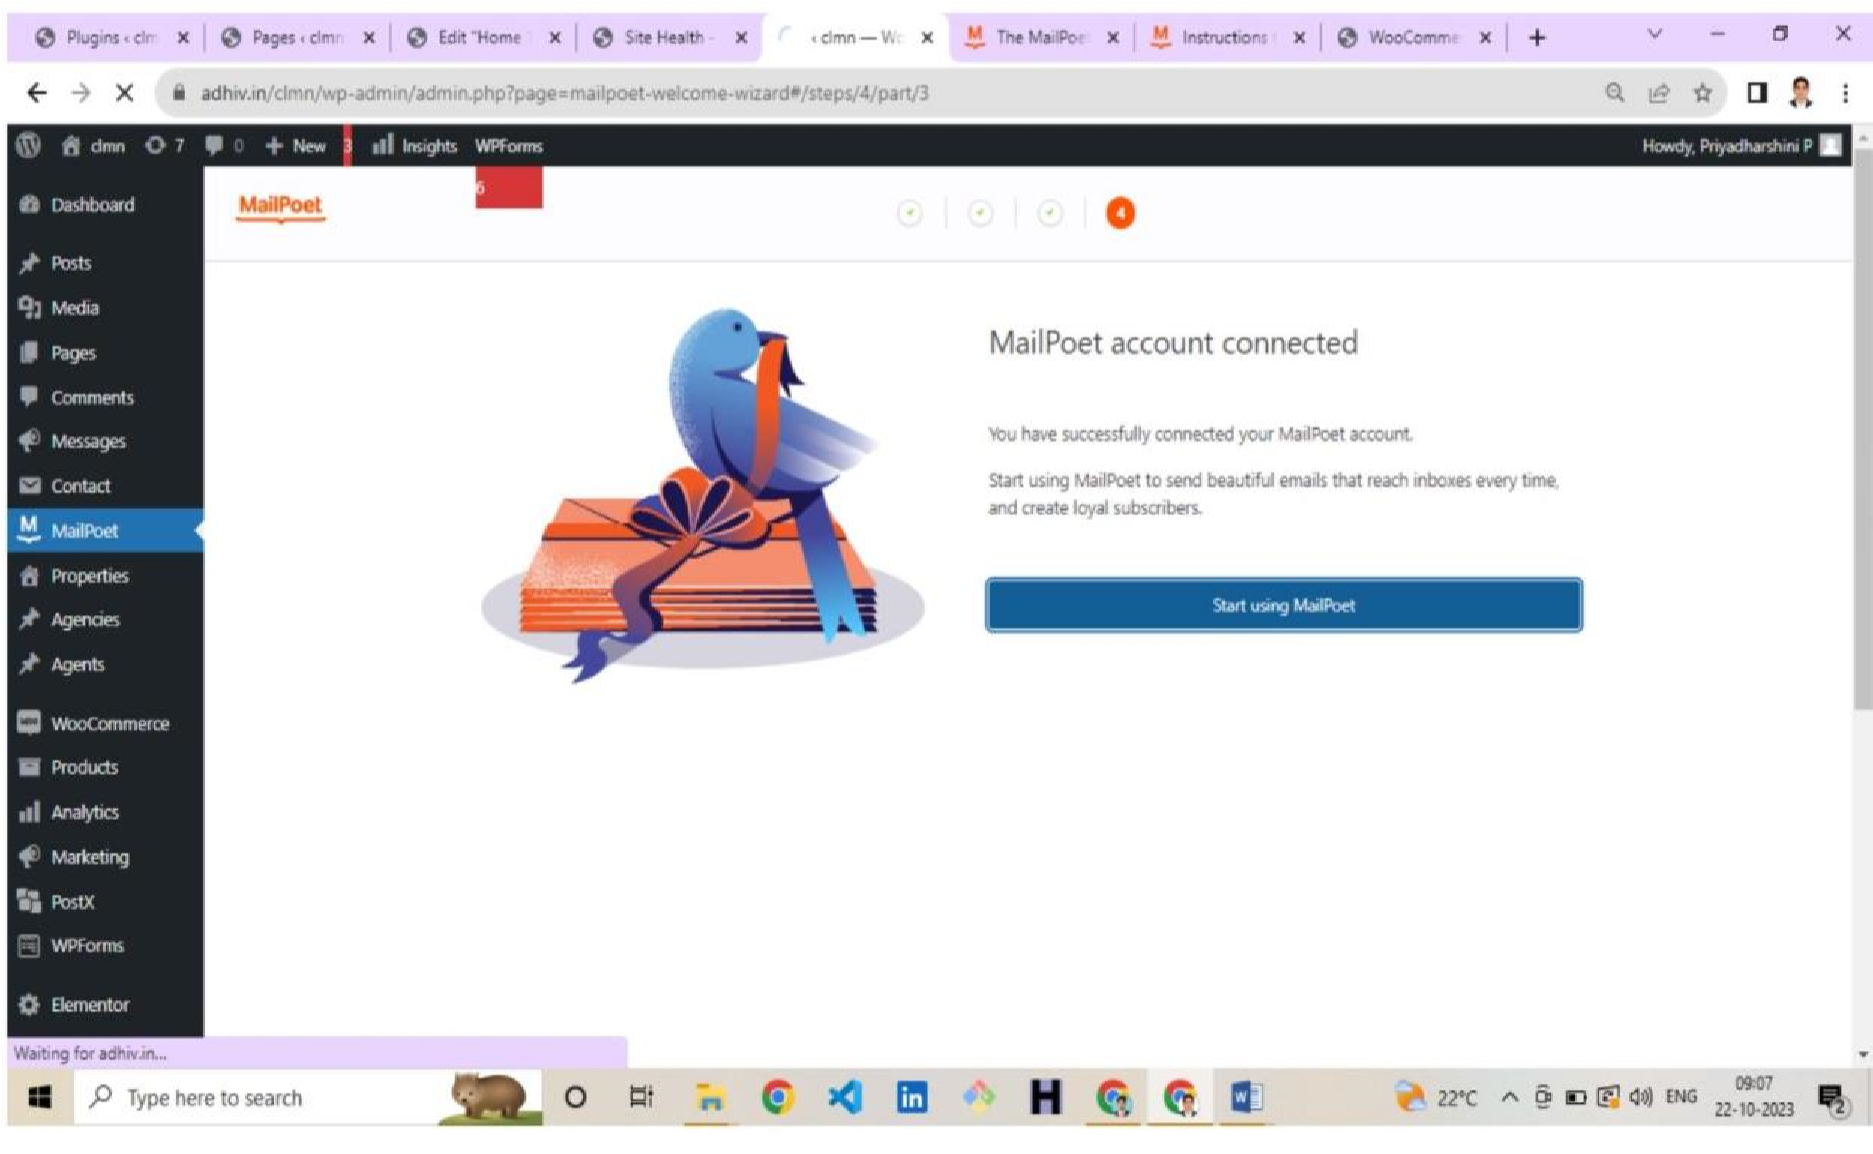 Plugins ‹ clm
Pages ‹ clmn
Edit "Home
Site Health -
‹ clmn — Wo
The MailPoe
Instructions
WooComme
adhiv.in/clmn/wp-admin/admin.php?page=mailpoet-welcome-wizard#/steps/4/part/3
clmn 7 0 + New 3 Insights WPForms Howdy, Priyadharshini P
6
Dashboard
Posts
Media
Pages
Comments
Messages
Contact
MailPoet
Properties
Agencies
Agents
WooCommerce
Products
Analytics
Marketing
PostX
WPForms
Elementor
MailPoet
4
MailPoet account connected
You have successfully connected your MailPoet account.
Start using MailPoet to send beautiful emails that reach inboxes every time,
and create loyal subscribers.
Start using MailPoet
Waiting for adhiv.in...
Type here to search
22°C
ENG
09:07
22-10-2023
2